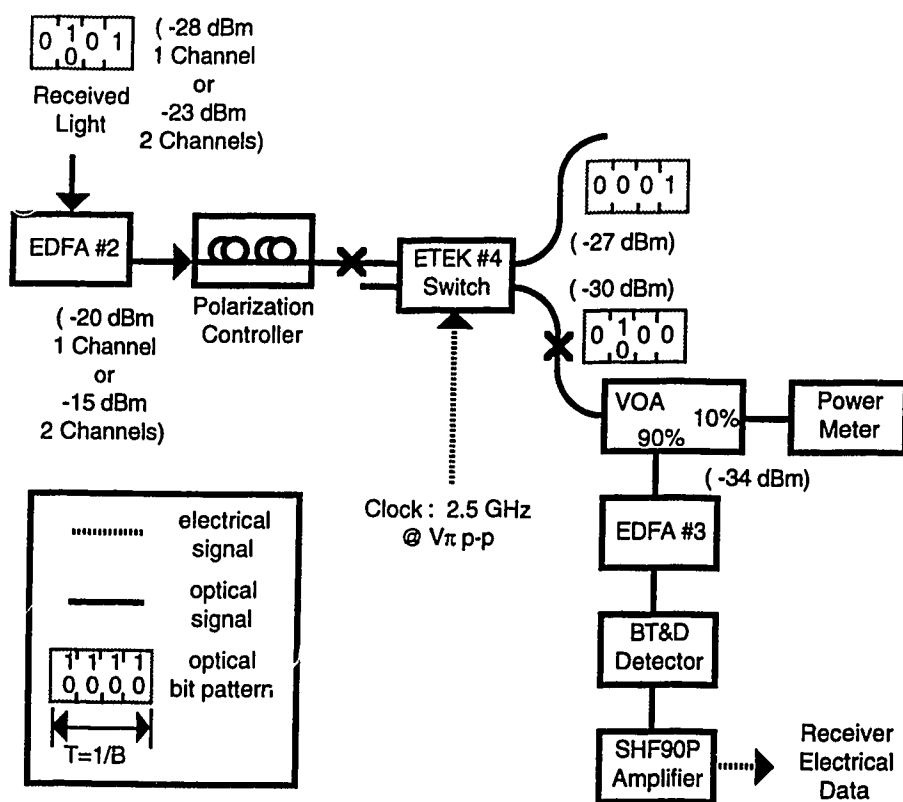 0 1 0 1
0
( -28 dBm
1 Channel
or
-23 dBm
2 Channels)
Received
Light
EDFA #2
Polarization
Controller
ETEK #4
Switch
0 0 0 1
( -27 dBm)
( -30 dBm)
0 1 0 0
0
( -20 dBm
1 Channel
or
-15 dBm
2 Channels)
VOA
10%
90%
Power
Meter
( -34 dBm)
Clock : 2.5 GHz
@ Vπ p-p
EDFA #3
BT&D
Detector
SHF90P
Amplifier
Receiver
Electrical
Data
electrical
signal
optical
signal
1 1 1 1
0 0 0 0
optical
bit pattern
T=1/B